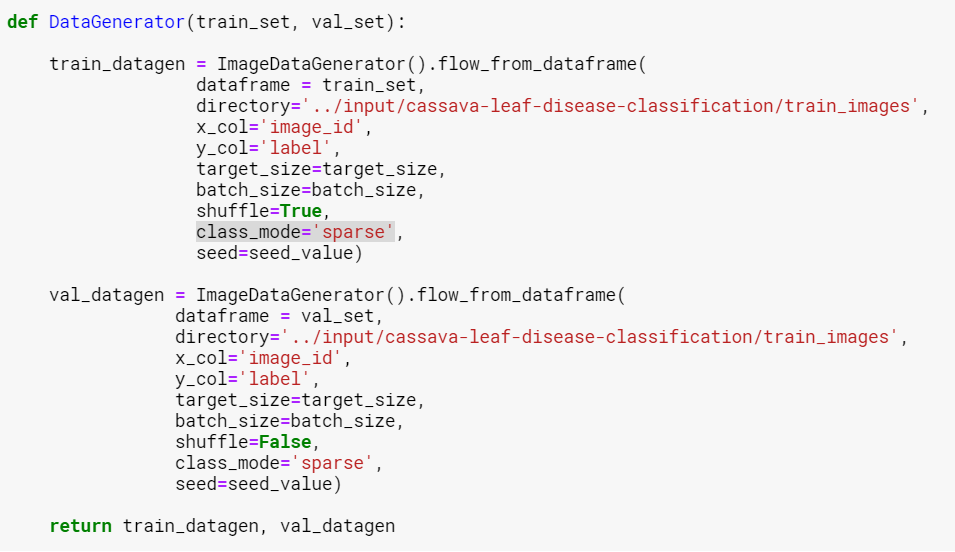 def DataGenerator(train_set, val_set):
train_datagen = ImageDataGenerator().flow_from_dataframe(
dataframe = train_set,
directory='../input/cassava-leaf-disease-classification/train_images',
x_col='image_id',
y_col='label',
target_size=target_size,
batch_size=batch_size,
shuffle=True,
class_mode='sparse',
seed=seed_value)
val_datagen = ImageDataGenerator().flow_from_dataframe(
dataframe = val_set,
directory='../input/cassava-leaf-disease-classification/train_images',
x_col='image_id',
y_col='label',
target_size=target_size,
batch_size=batch_size,
shuffle=False,
class_mode='sparse',
seed=seed_value)
return train_datagen, val_datagen